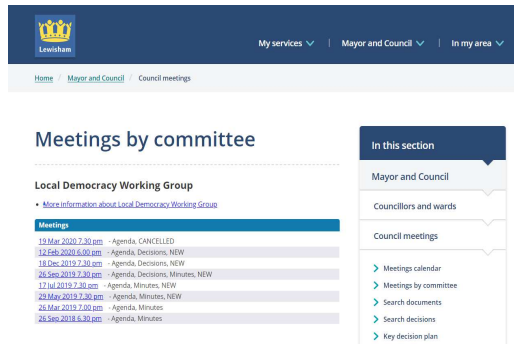 Lewisham
My services
Mayor and Council
In my area
Home / Mayor and Council / Council meetings
Meetings by committee
Local Democracy Working Group
More information about Local Democracy Working Group
Meetings
19 Mar 2020 7.30 pm - Agenda, CANCELLED
12 Feb 2020 6.00 pm - Agenda, Decisions, NEW
18 Dec 2019 7.30 pm - Agenda, Decisions, NEW
26 Sep 2019 7.30 pm - Agenda, Decisions, Minutes, NEW
17 Jul 2019 7.30 pm - Agenda, Minutes, NEW
29 May 2019 7.30 pm - Agenda, Minutes, NEW
26 Mar 2019 7.00 pm - Agenda, Minutes
26 Sep 2018 6.30 pm - Agenda, Minutes
In this section
Mayor and Council
Councillors and wards
Council meetings
Meetings calendar
Meetings by committee
Search documents
Search decisions
Key decision plan